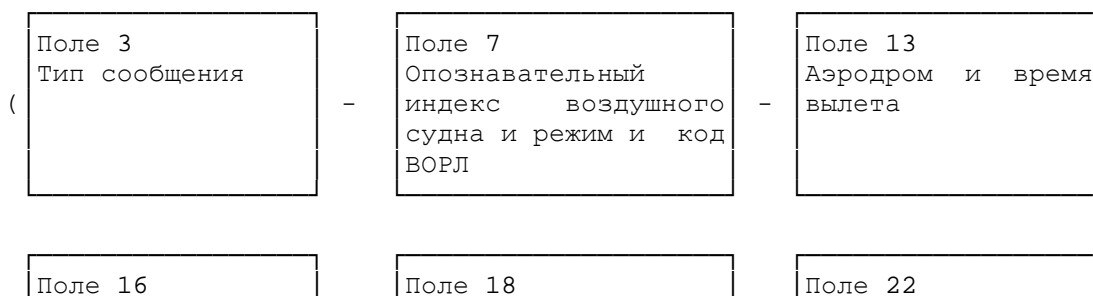 Поле 3
Тип сообщения
(
-
Поле 7
Опознавательный
индекс воздушного
судна и режим и код
ВОРЛ
-
Поле 13
Аэродром и время
вылета
Поле 16
Поле 18
Поле 22